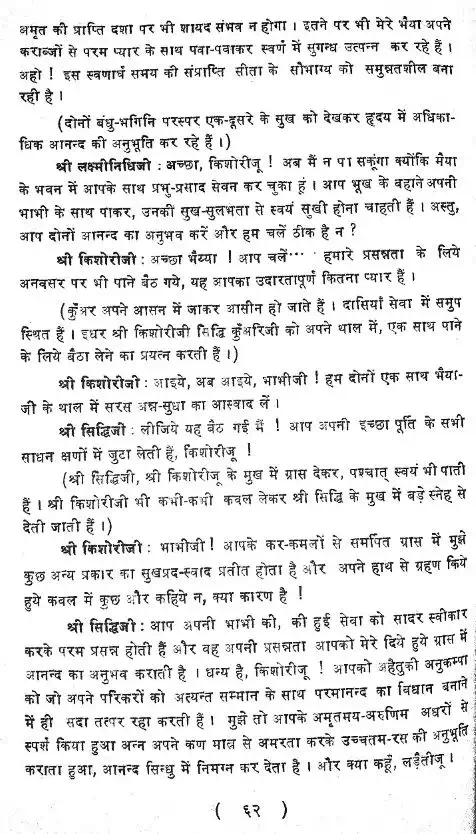 अमृत की प्राप्ति दशा पर भी शायद संभव न होगा । इतने पर भी मेरे भैया अपने
कराब्जों से परम प्यार के साथ पवा-पवाकर स्वर्ण में सुगन्ध उत्पन्न कर रहे हैं ।
अहो ! इस स्वणार्ध समय की संप्राप्ति सीता के सौभाग्य को समुन्नतशील बना
रही है ।
(दोनों बंधु-भगिनि परस्पर एक-दूसरे के सुख को देखकर हृदय में अधिका-
धिक आनन्द की अनुभूति कर रहे हैं ।)
श्री लक्ष्मीनिधिजी : अच्छा, किशोरीजू ! अब मैं न पा सकूंगा क्योंकि मैया
के भवन में आपके साथ प्रभु-प्रसाद सेवन कर चुका हूं । आप भूख के बहाने अपनी
भाभी के साथ पाकर, उनकी सुख-सुलभता से स्वयं सुखी होना चाहती हैं । अस्तु,
आप दोनों आनन्द का अनुभव करें और हम चलें ठीक है न ?
श्री किशोरीजी : अच्छा भैय्या ! आप चलें··· हमारे प्रसन्नता के लिये
अनवसर पर भी पाने बैठ गये, यह आपका उदारतापूर्ण कितना प्यार हैं ।
(कुँअर अपने आसन में जाकर आसीन हो जाते हैं । दासियाँ सेवा में समुप
स्थित हैं । इधर श्री किशोरीजी सिद्धि कुँअरिजी को अपने थाल में, एक साथ पाने
के लिये बैठा लेने का प्रयत्न करती हैं ।)
श्री किशोरीजी : आइये, अब आइये, भाभीजी ! हम दोनों एक साथ भैया-
जी के थाल में सरस अन्न-सुधा का आस्वाद लें ।
श्री सिद्धिजी : लीजिये यह बैठ गई मैं ! आप अपनी इच्छा पूर्ति के सभी
साधन क्षणों में जुटा लेती हैं, किशोरीजू !
(श्री सिद्धिजी, श्री किशोरीजू के मुख में ग्रास देकर, पश्चात् स्वयं भी पाती
हैं । श्री किशोरीजी भी कभी-कभी कवल लेकर श्री सिद्धि के मुख में बड़े स्नेह से
देती जाती हैं ।)
श्री किशोरीजी : भाभीजी ! आपके कर-कमलों से समर्पित ग्रास में मुझे
कुछ अन्य प्रकार का सुखप्रद-स्वाद प्रतीत होता है और अपने हाथ से ग्रहण किये
हुये कवल में कुछ और कहिये न, क्या कारण है !
श्री सिद्धिजी : आप अपनी भाभी की, की हुई सेवा को सादर स्वीकार
करके परम प्रसन्न होती हैं और वह अपनी प्रसन्नता आपको मेरे दिये हुये ग्रास में
आनन्द का अनुभव कराती है । धन्य है, किशोरीजू ! आपको अहैतुकी अनुकम्पा
को जो अपने परिकरों को अत्यन्त सम्मान के साथ परमानन्द का विधान बनाने
में ही सदा तत्पर रहा करती हैं । मुझे तो आपके अमृतमय-अरुणिम अधरों से
स्पर्श किया हुआ अन्न अपने कण मात्र से अमरता करके उच्चतम-रस की अनुभूति
कराता हुआ, आनन्द सिन्धु में निमग्न कर देता है । और क्या कहूँ, लड़ैतीजू ।
( ६२ )